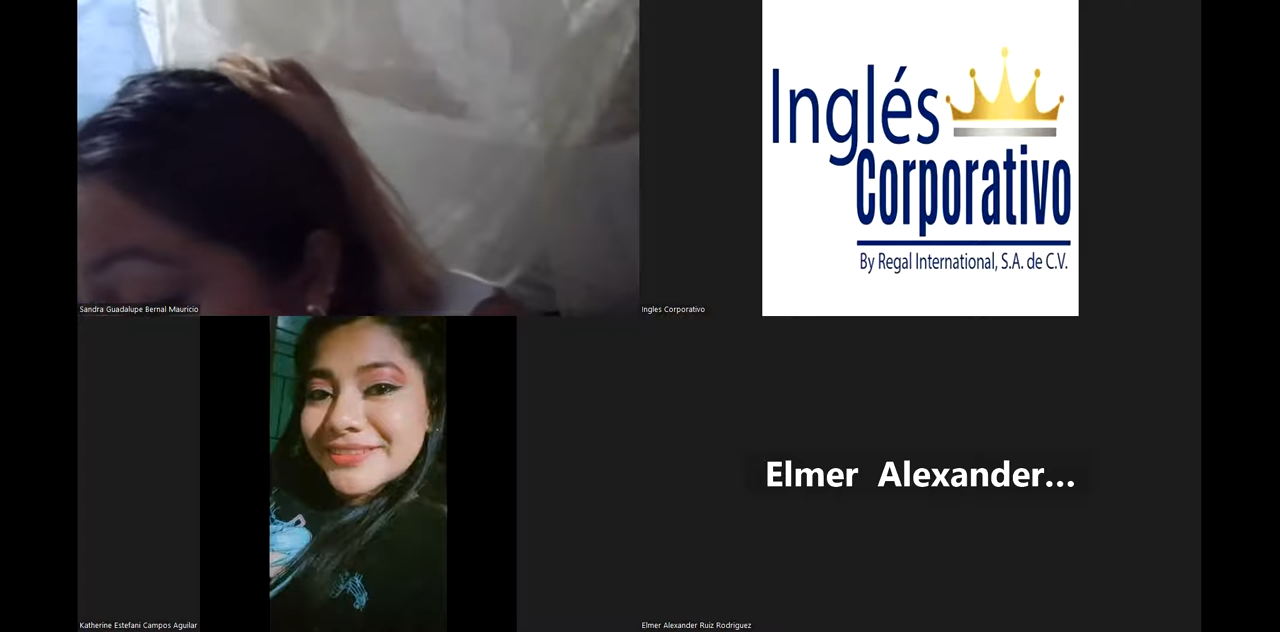 Inglés
Corporativo
By Regal International, S.A. de C.V.
Sandra Guadalupe Bernal Mauricio
Ingles Corporativo
Elmer Alexander...
Katherine Estefani Campos Aguilar
Elmer Alexander Ruiz Rodriguez